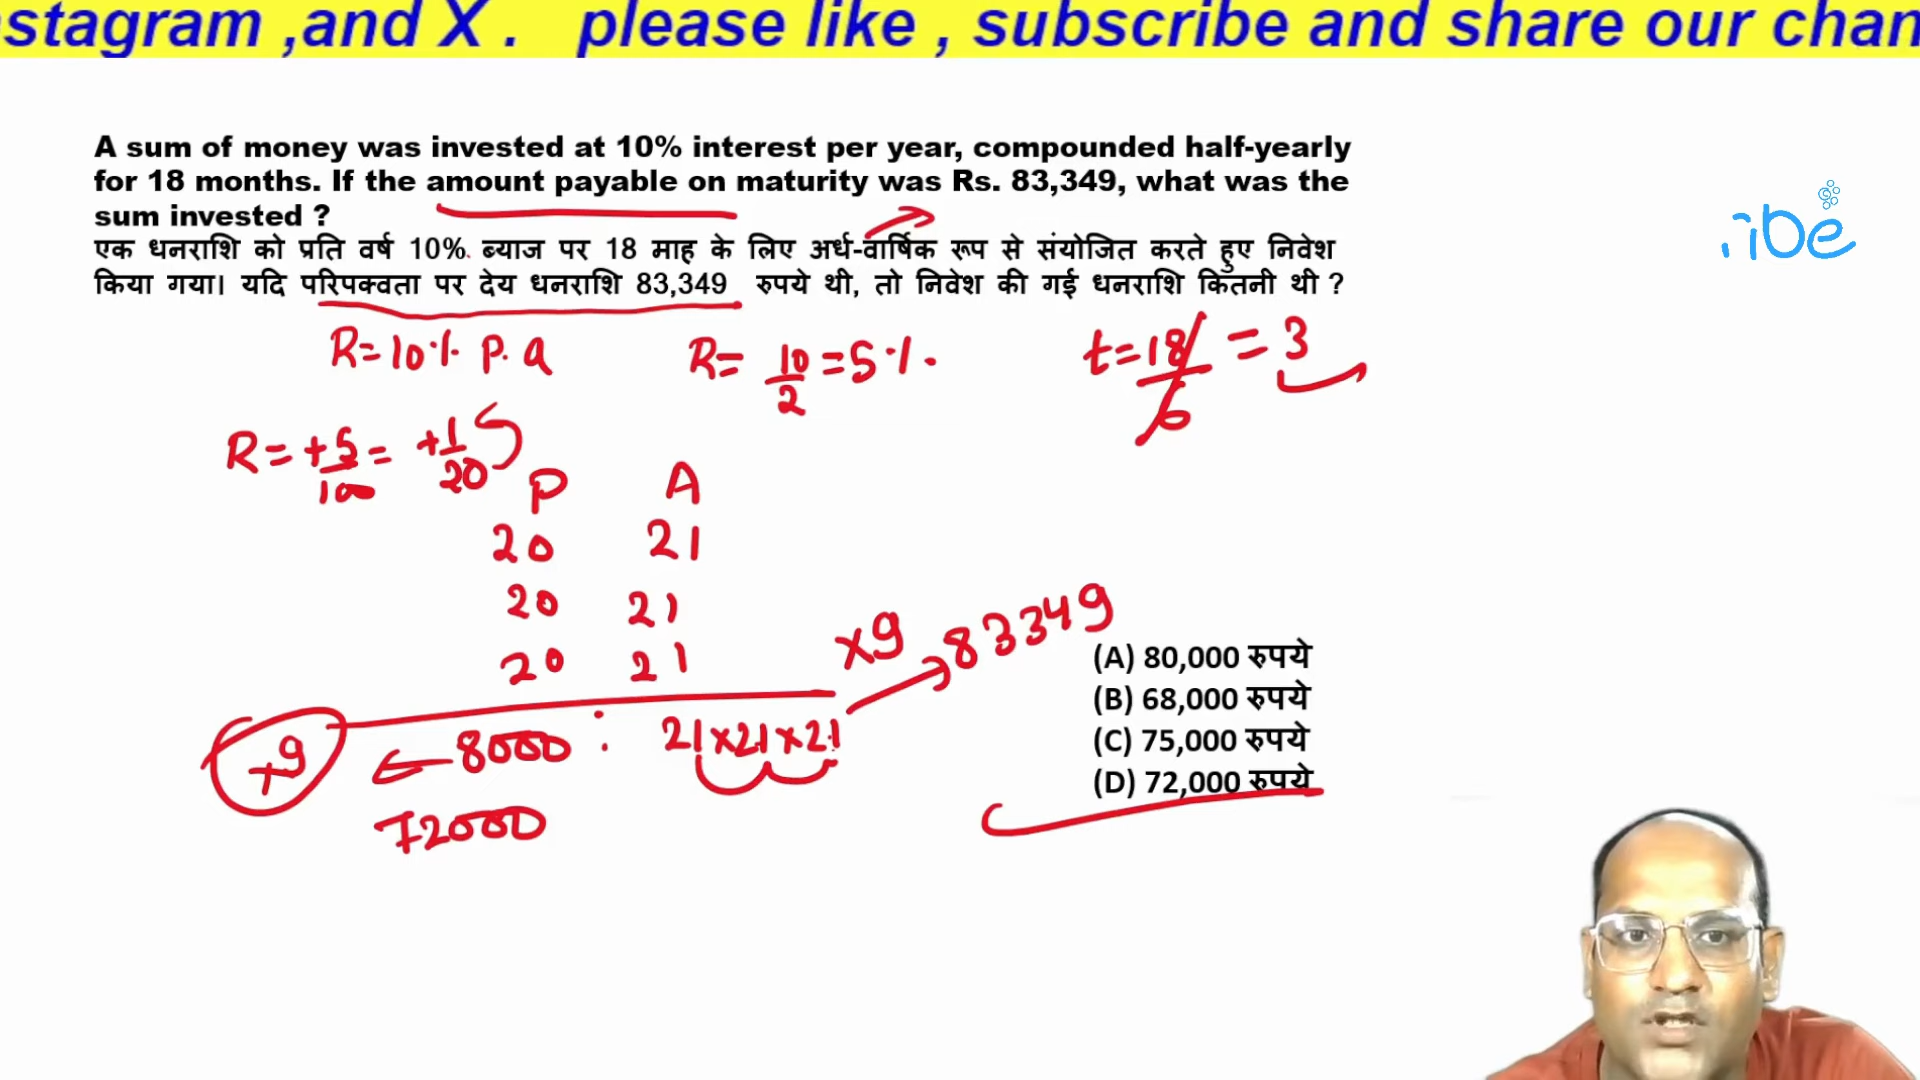 stagram ,and X . please like , subscribe and share our chan
A sum of money was invested at 10% interest per year, compounded half-yearly
for 18 months. If the amount payable on maturity was Rs. 83,349, what was the
sum invested ?
एक धनराशि को प्रति वर्ष 10% ब्याज पर 18 माह के लिए अर्ध-वार्षिक रूप से संयोजित करते हुए निवेश
किया गया। यदि परिपक्वता पर देय धनराशि 83,349 रुपये थी, तो निवेश की गई धनराशि कितनी थी ?
R=10% P.a R= 10/2 =5% t=18/6 = 3
R= +5/100 = +1/20
P A
20 21
20 21
20 21
×9 83349
×9 ← 8000 : 21×21×21
72000
(A) 80,000 रुपये
(B) 68,000 रुपये
(C) 75,000 रुपये
(D) 72,000 रुपये